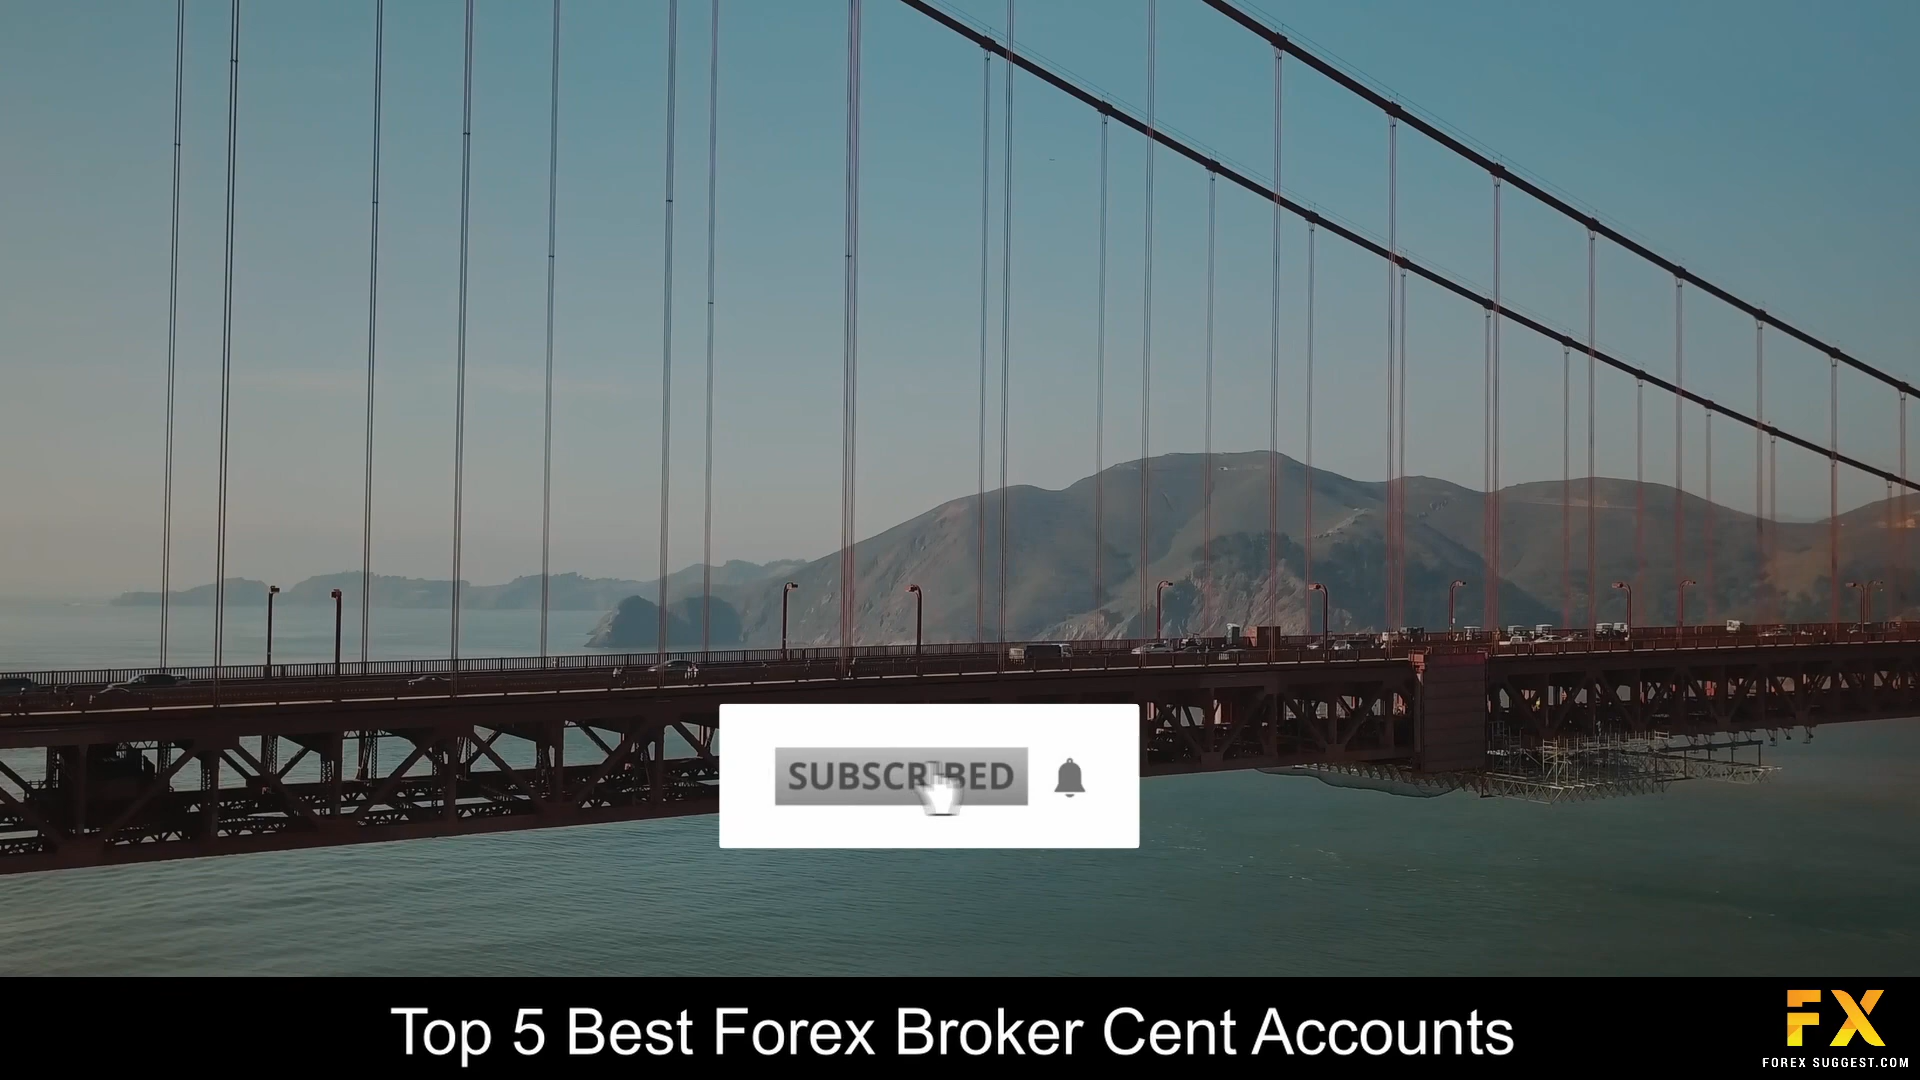 SUBSCRIBED
Top 5 Best Forex Broker Cent Accounts
FX
FOREX SUGGEST.COM